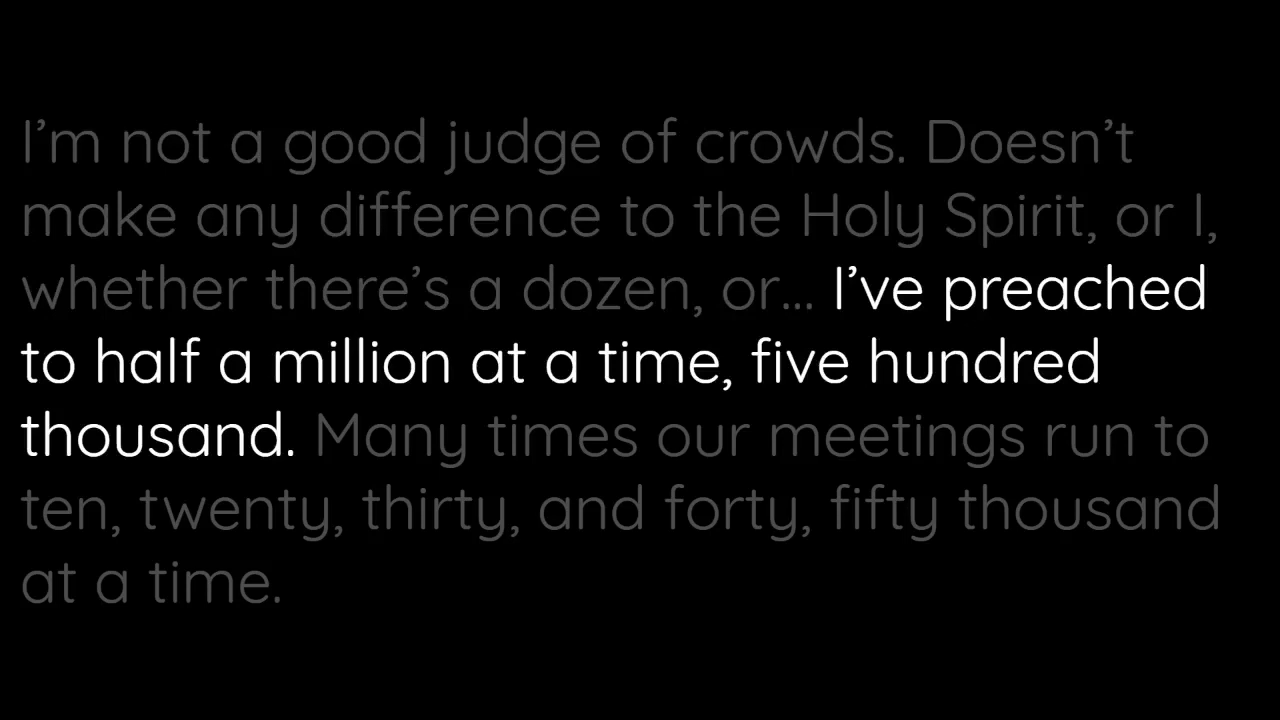 I’m not a good judge of crowds. Doesn’t
make any difference to the Holy Spirit, or I,
whether there’s a dozen, or... I’ve preached
to half a million at a time, five hundred
thousand. Many times our meetings run to
ten, twenty, thirty, and forty, fifty thousand
at a time.